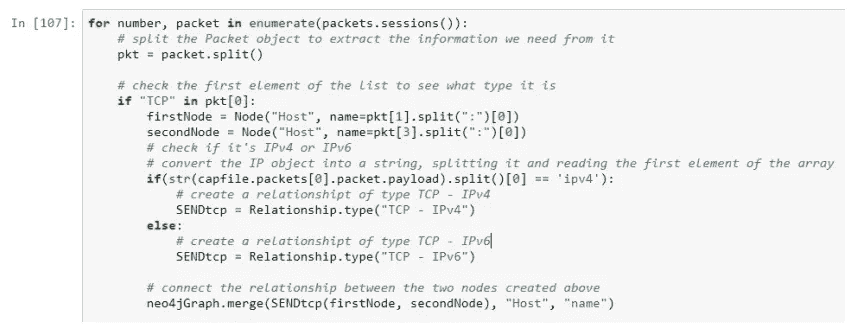 In [107]: for number, packet in enumerate(packets.sessions()):
# split the Packet object to extract the information we need from it
pkt = packet.split()
# check the first element of the list to see what type it is
if "TCP" in pkt[0]:
firstNode = Node("Host", name=pkt[1].split(":")[0])
secondNode = Node("Host", name=pkt[3].split(":")[0])
# check if it's IPv4 or IPv6
# convert the IP object into a string, splitting it and reading the first element of the array
if(str(capfile.packets[0].packet.payload).split()[0] == 'ipv4'):
# create a relationshipt of type TCP - IPv4
SENDtcp = Relationship.type("TCP - IPv4")
else:
# create a relationshipt of type TCP - IPv6
SENDtcp = Relationship.type("TCP - IPv6")
# connect the relationship between the two nodes created above
neo4jGraph.merge(SENDtcp(firstNode, secondNode), "Host", "name")